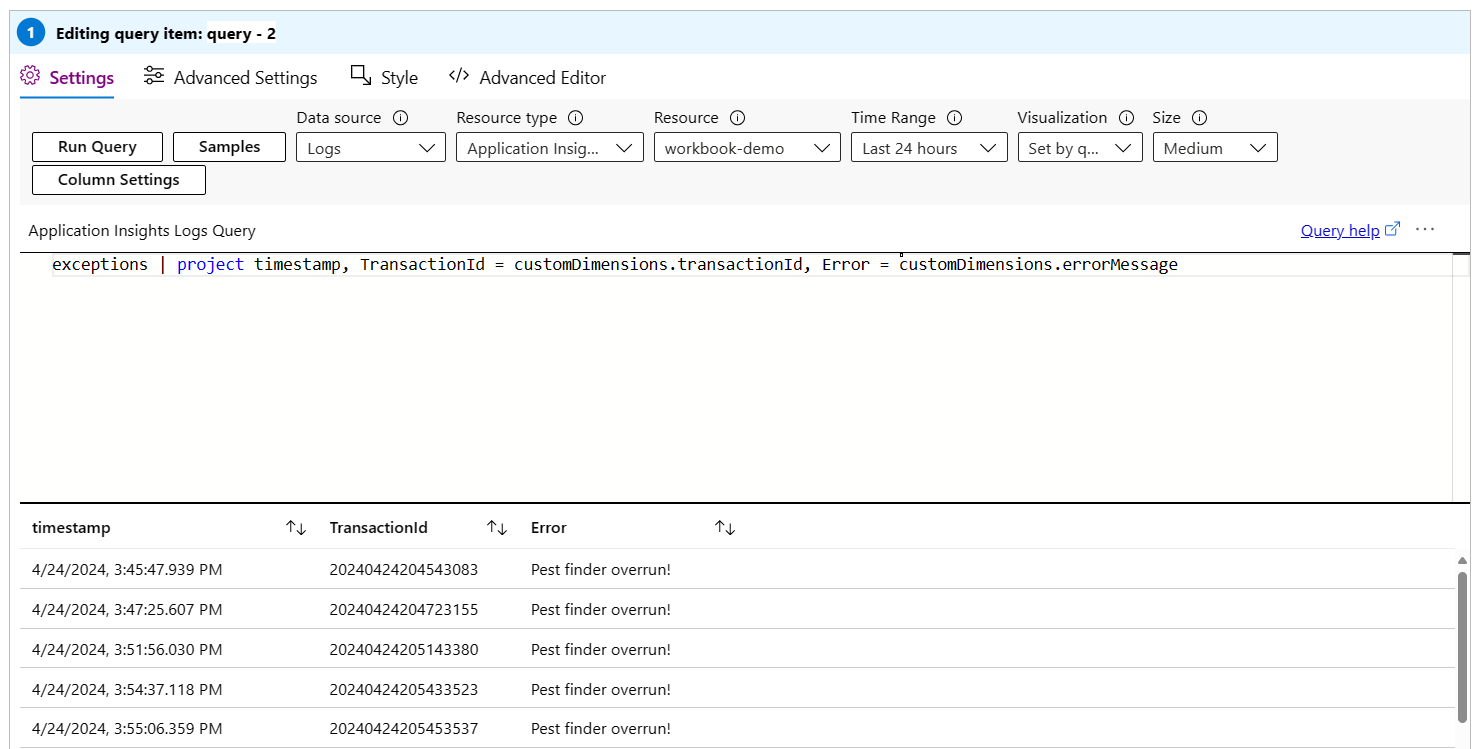 1 Editing query item: query - 2
Settings Advanced Settings Style Advanced Editor
Data source Resource type Resource Time Range Visualization Size
Run Query Samples Logs Application Insig... workbook-demo Last 24 hours Set by q... Medium
Column Settings
Application Insights Logs Query Query help ...
exceptions | project timestamp, TransactionId = customDimensions.transactionId, Error = customDimensions.errorMessage
timestamp TransactionId Error
4/24/2024, 3:45:47.939 PM 20240424204543083 Pest finder overrun!
4/24/2024, 3:47:25.607 PM 20240424204723155 Pest finder overrun!
4/24/2024, 3:51:56.030 PM 20240424205143380 Pest finder overrun!
4/24/2024, 3:54:37.118 PM 20240424205433523 Pest finder overrun!
4/24/2024, 3:55:06.359 PM 20240424205453537 Pest finder overrun!